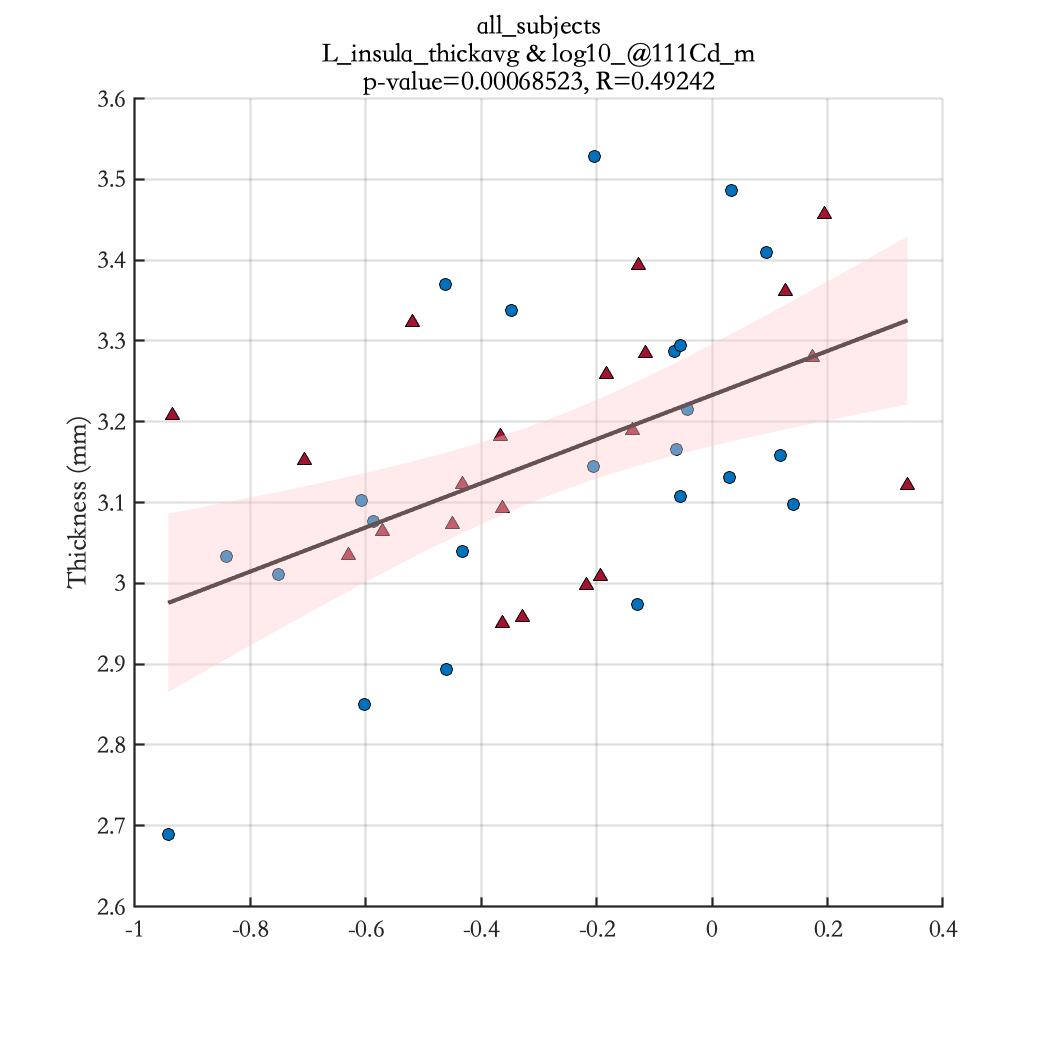 all_subjects
L_insula_thickavg & log10_@111Cd_m
p-value=0.00068523, R=0.49242
3.6
3.5
3.4
3.3
3.2
3.1
3
2.9
2.8
2.7
2.6
Thickness (mm)
-1 -0.8 -0.6 -0.4 -0.2 0 0.2 0.4